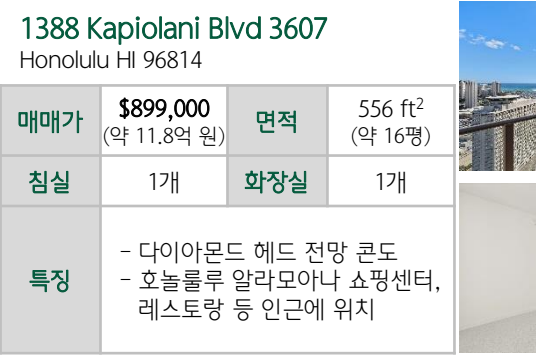 1388 Kapiolani Blvd 3607
Honolulu HI 96814
매매가
$899,000
(약 11.8억 원)
면적
556 ft²
(약 16평)
침실
1개
화장실
1개
특징
- 다이아몬드 헤드 전망 콘도
- 호놀룰루 알라모아나 쇼핑센터,
레스토랑 등 인근에 위치